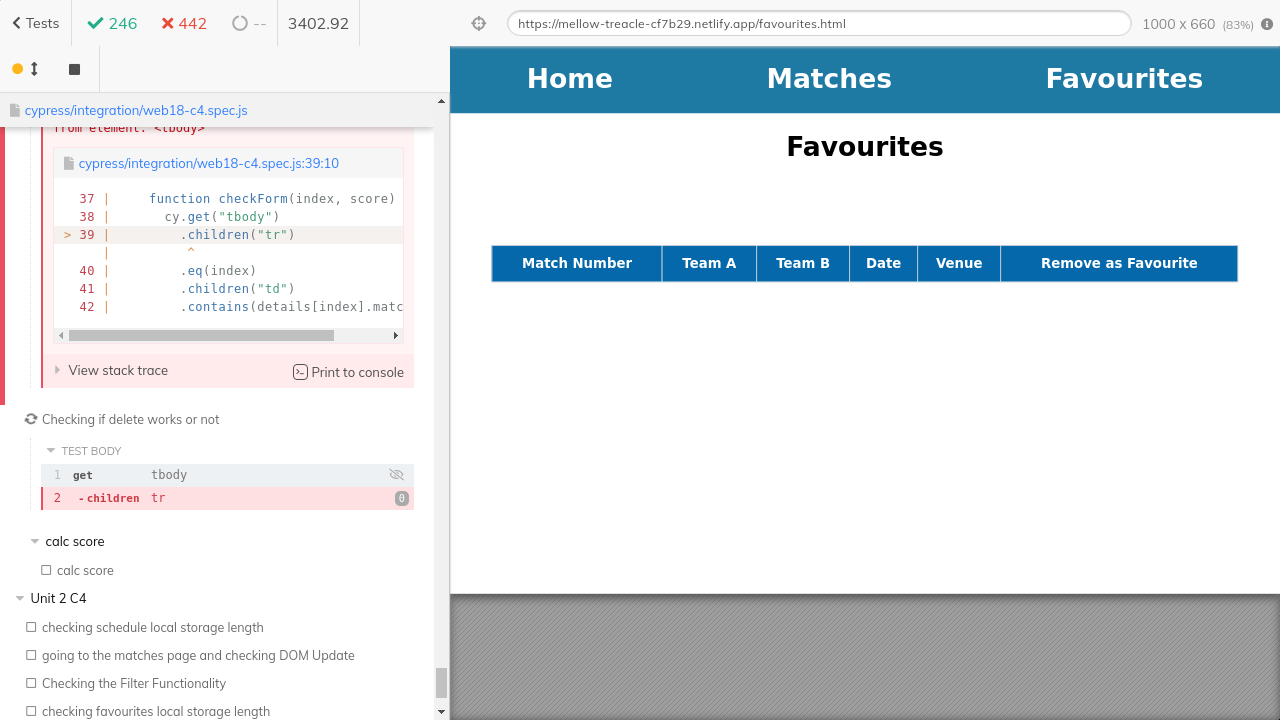 Tests
246
442
--
3402.92
https://mellow-treacle-cf7b29.netlify.app/favourites.html
1000 x 660 (83%)
cypress/integration/web18-c4.spec.js
from element: <tbody>
cypress/integration/web18-c4.spec.js:39:10
37 |     function checkForm(index, score)
38 |       cy.get("tbody")
> 39 |         .children("tr")
|          ^
40 |         .eq(index)
41 |         .children("td")
42 |         .contains(details[index].matc
View stack trace
Print to console
Checking if delete works or not
TEST BODY
1 get tbody
2 -children tr 0
calc score
calc score
Unit 2 C4
checking schedule local storage length
going to the matches page and checking DOM Update
Checking the Filter Functionality
checking favourites local storage length
Home Matches Favourites
Favourites
Match Number Team A Team B Date Venue Remove as Favourite